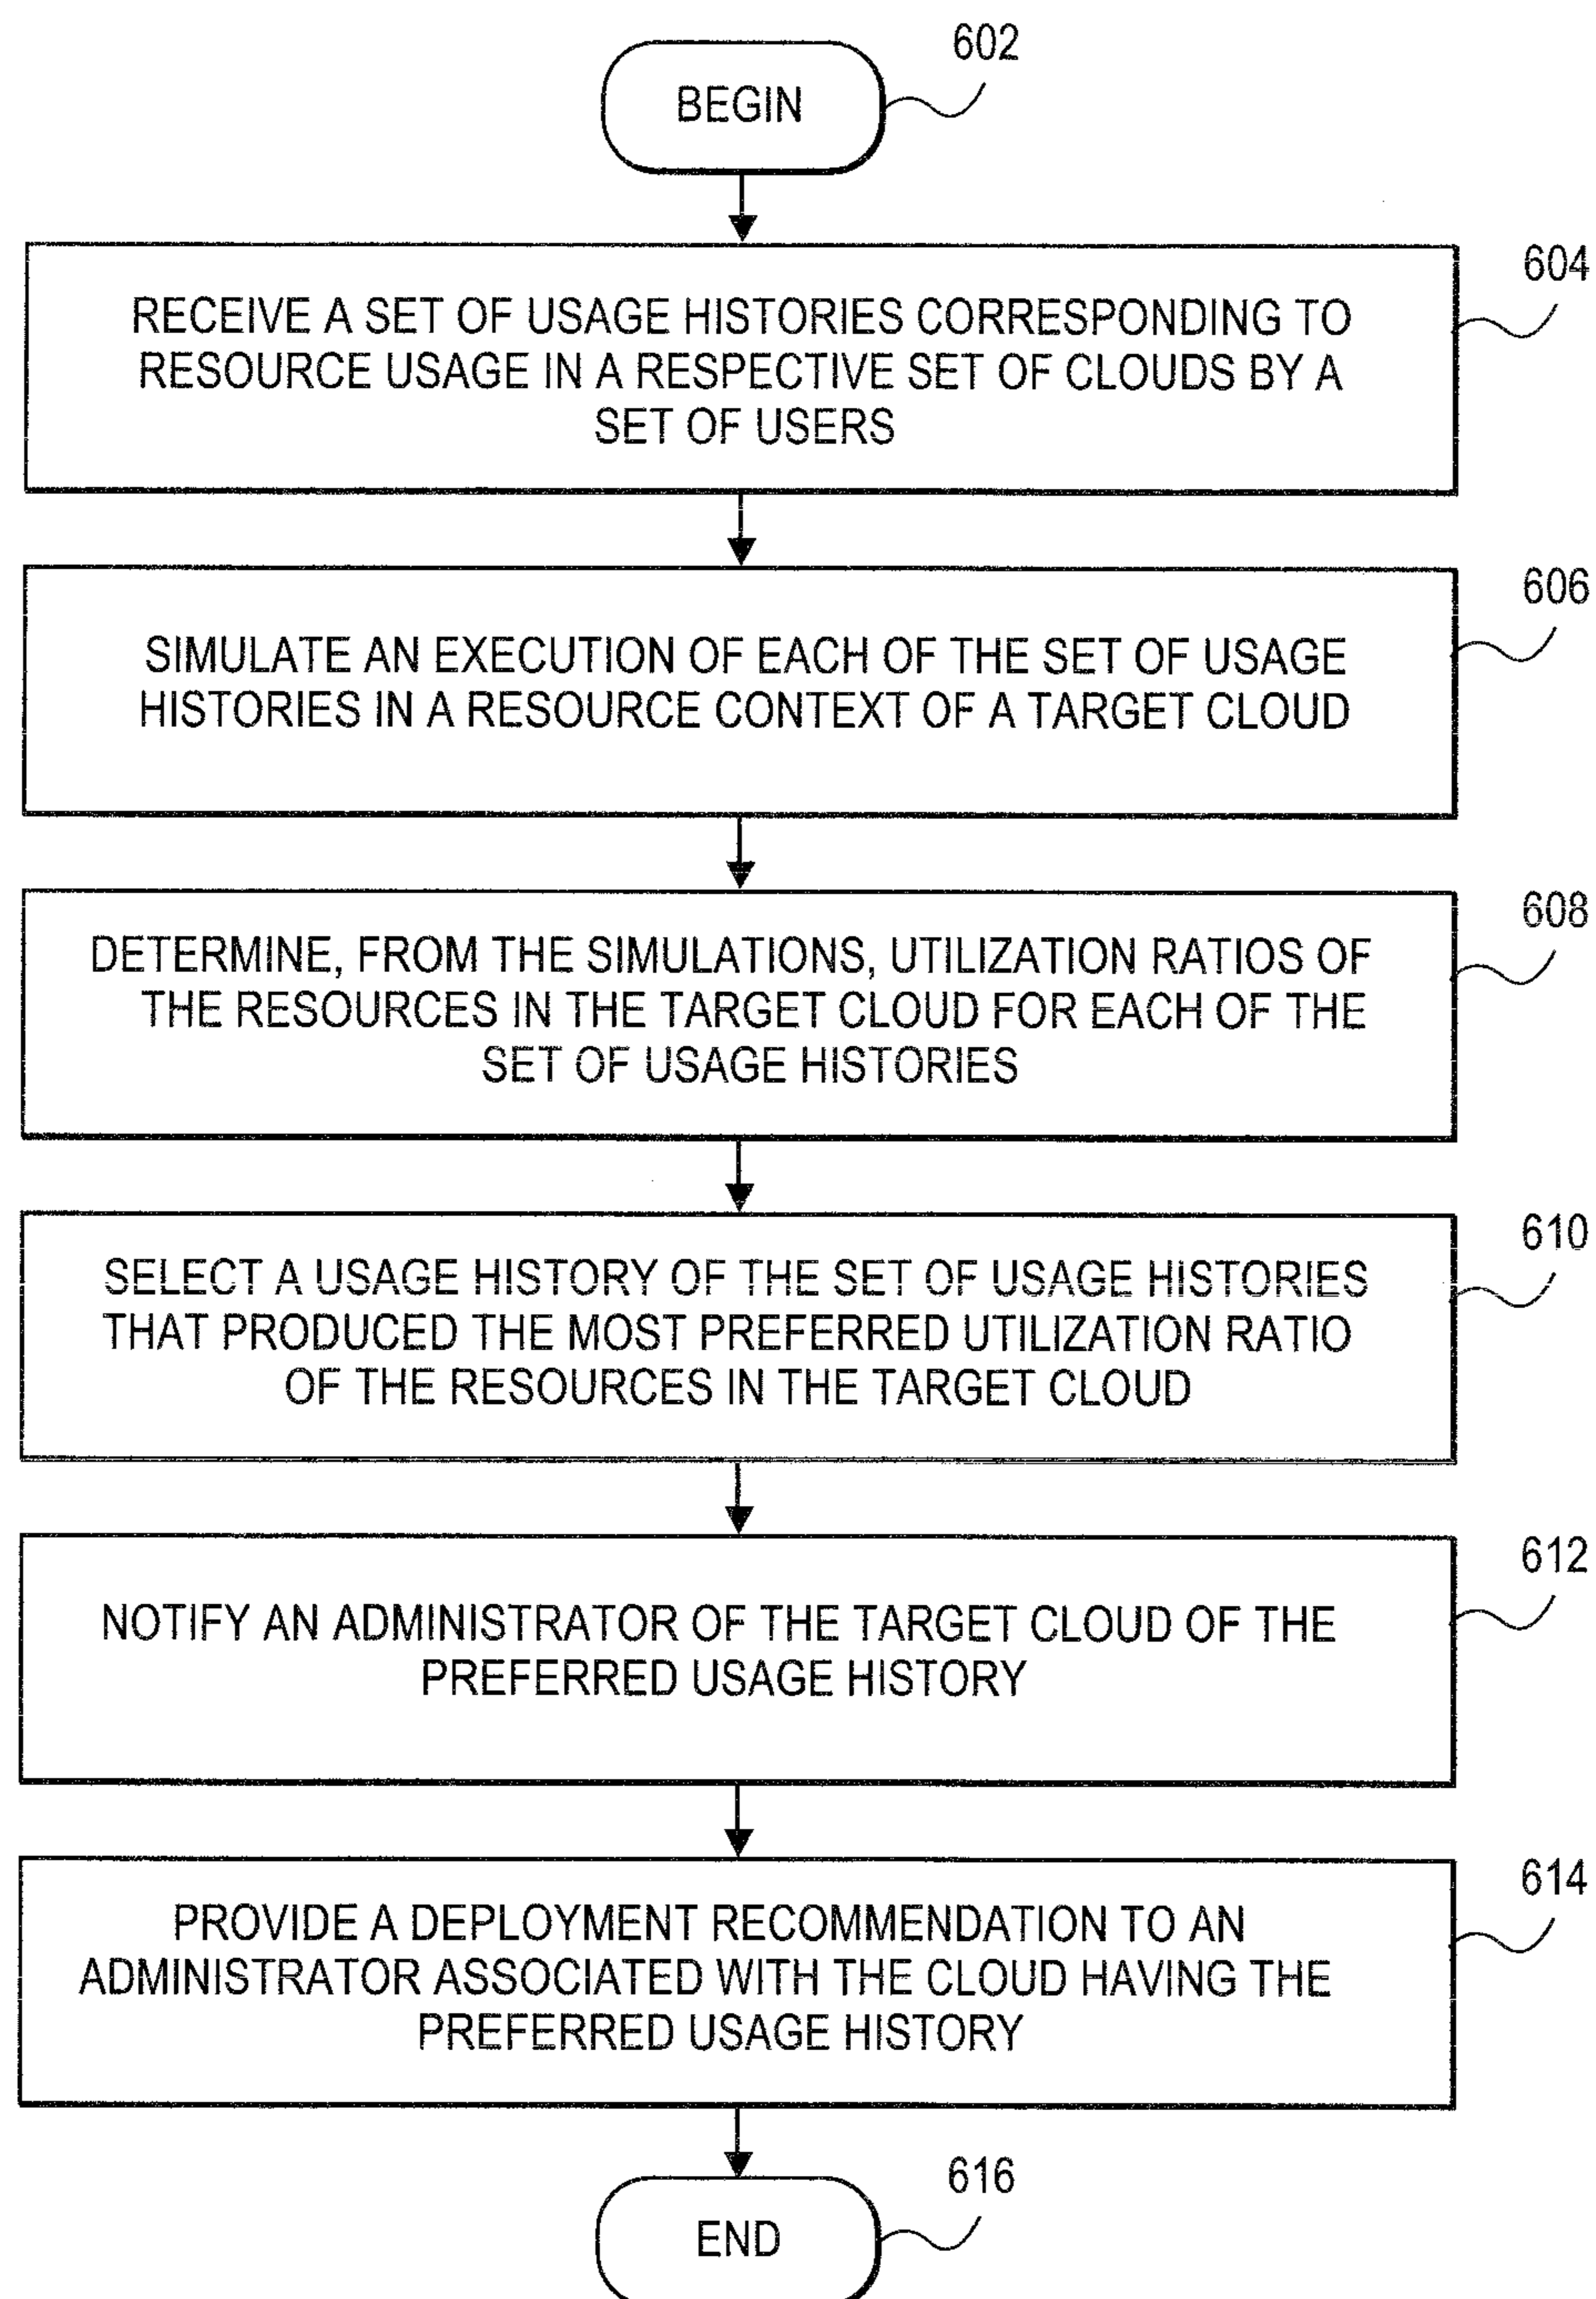 602
BEGIN
604
RECEIVE A SET OF USAGE HISTORIES CORRESPONDING TO
RESOURCE USAGE IN A RESPECTIVE SET OF CLOUDS BY A
SET OF USERS
606
SIMULATE AN EXECUTION OF EACH OF THE SET OF USAGE
HISTORIES IN A RESOURCE CONTEXT OF A TARGET CLOUD
608
DETERMINE, FROM THE SIMULATIONS, UTILIZATION RATIOS OF
THE RESOURCES IN THE TARGET CLOUD FOR EACH OF THE
SET OF USAGE HISTORIES
610
SELECT A USAGE HISTORY OF THE SET OF USAGE HISTORIES
THAT PRODUCED THE MOST PREFERRED UTILIZATION RATIO
OF THE RESOURCES IN THE TARGET CLOUD
612
NOTIFY AN ADMINISTRATOR OF THE TARGET CLOUD OF THE
PREFERRED USAGE HISTORY
614
PROVIDE A DEPLOYMENT RECOMMENDATION TO AN
ADMINISTRATOR ASSOCIATED WITH THE CLOUD HAVING THE
PREFERRED USAGE HISTORY
616
END